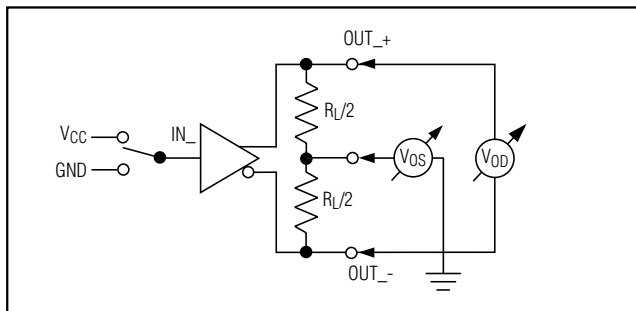 OUT_+
RL/2
VCC
IN_
VOS
VOD
GND
RL/2
OUT_-